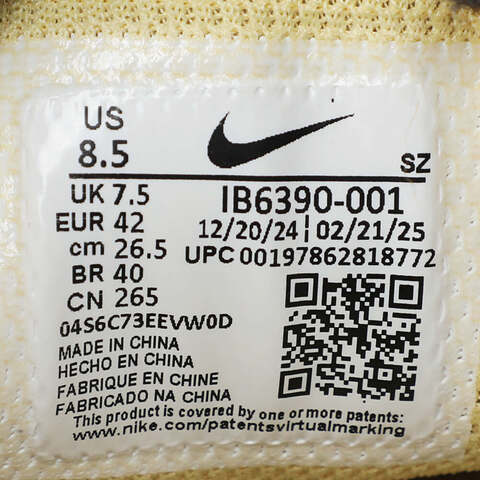 US
8.5
SZ
UK 7.5
EUR 42
cm 26.5
BR 40
CN 265
IB6390-001
12/20/24 | 02/21/25
UPC 00197862818772
04S6C73EEVW0D
MADE IN CHINA
HECHO EN CHINA
FABRIQUE EN CHINE
FABRICADO NA CHINA
This product is covered by one or more patents:
www.nike.com/patentsvirtualmarking